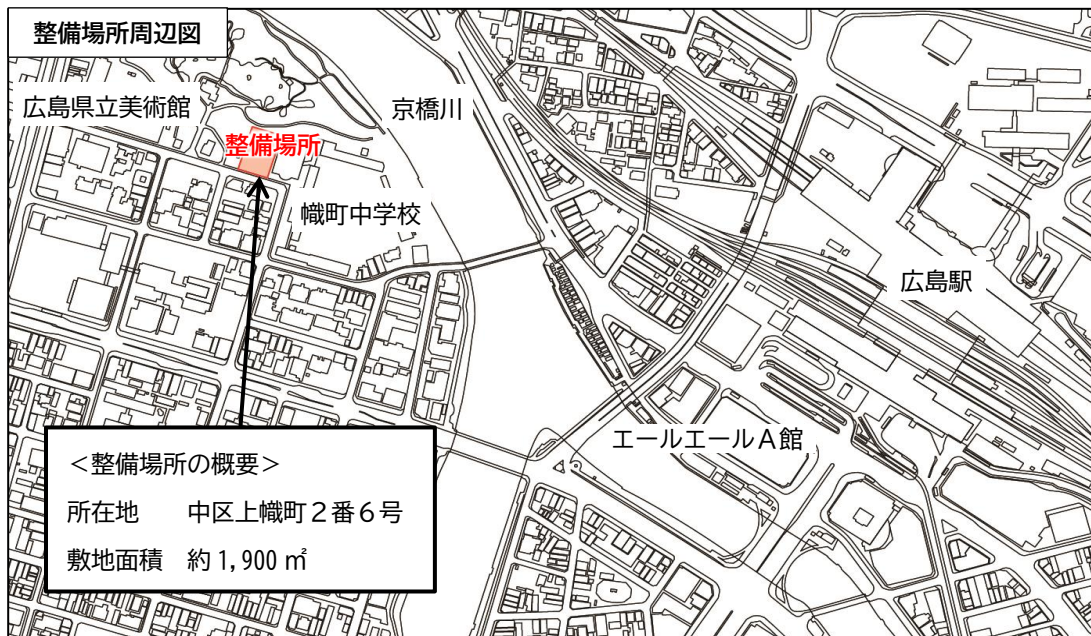 整備場所周辺図
広島県立美術館
京橋川
整備場所
幟町中学校
広島駅
エールエールA館
<整備場所の概要>
所在地 中区上幟町2番6号
敷地面積 約1,900㎡